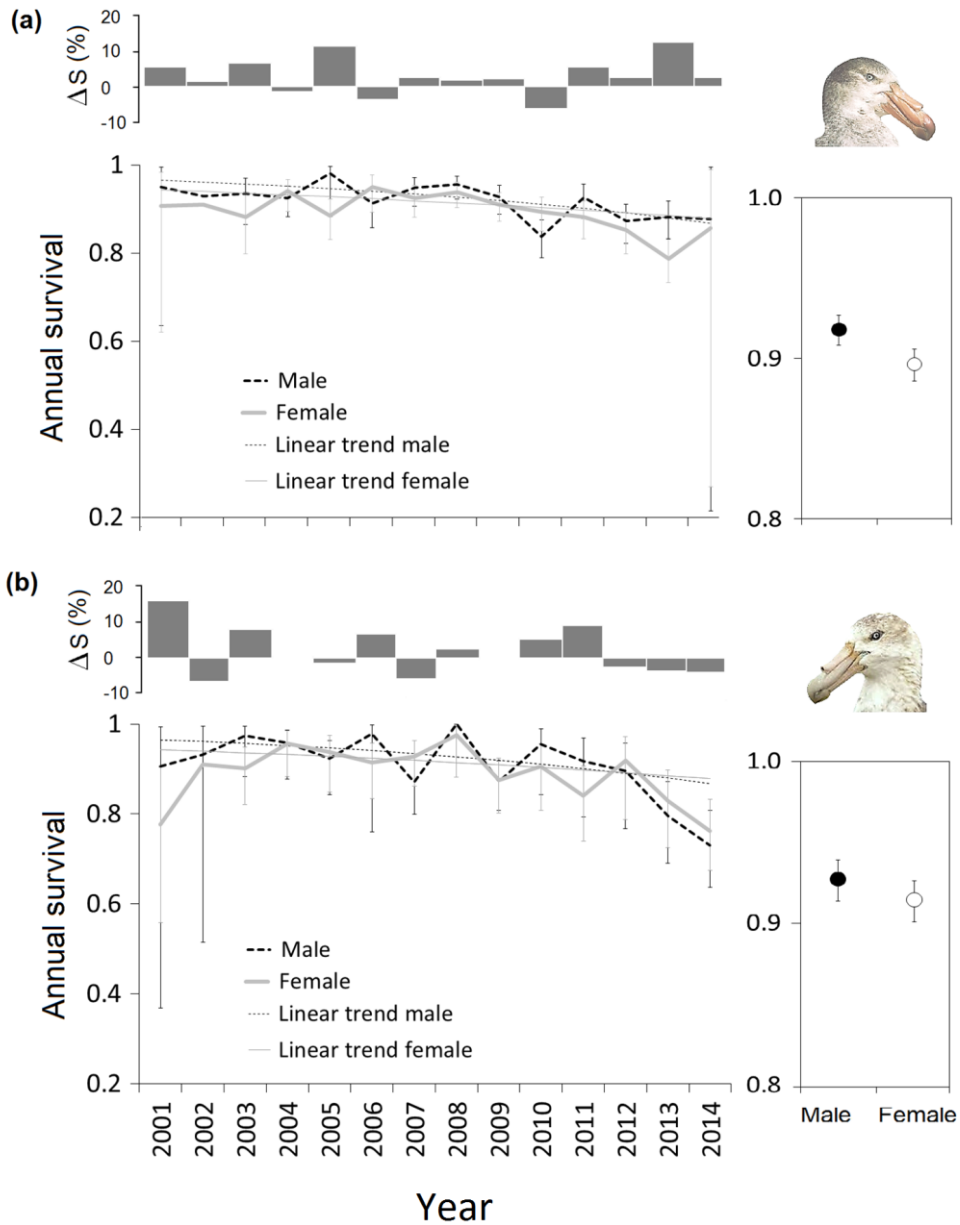 (a)
Δ S (%)
20
10
0
-10
Annual survival
1
0.8
0.6
0.4
0.2
Male
Female
Linear trend male
Linear trend female
1.0
0.9
0.8
(b)
Δ S (%)
20
10
0
-10
Annual survival
1
0.8
0.6
0.4
0.2
Male
Female
Linear trend male
Linear trend female
1.0
0.9
0.8
Male Female
2001 2002 2003 2004 2005 2006 2007 2008 2009 2010 2011 2012 2013 2014
Year